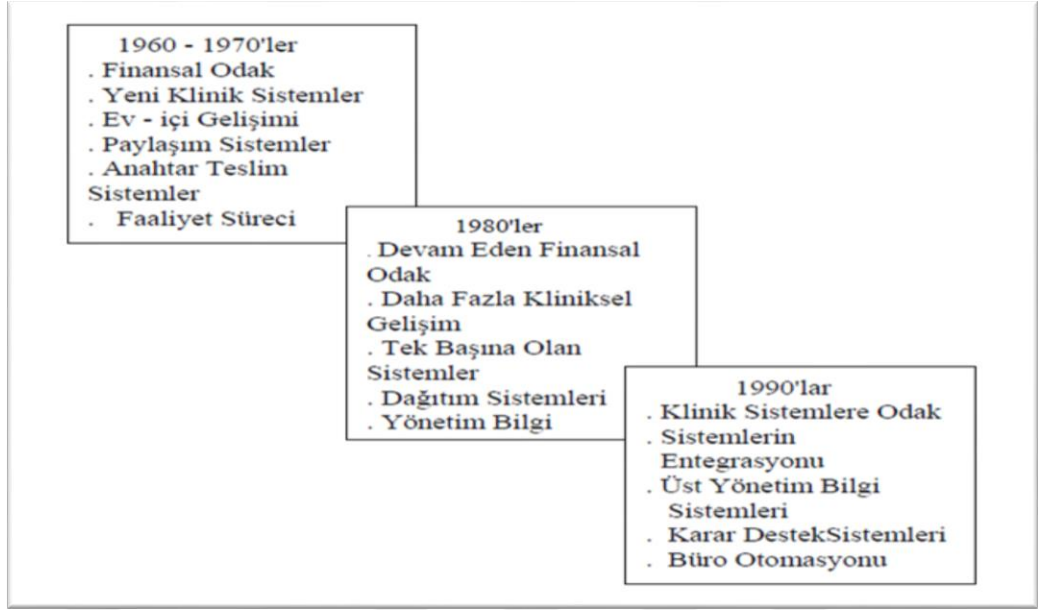 1960 - 1970'ler
. Finansal Odak
. Yeni Klinik Sistemler
. Ev - içi Gelişimi
. Paylaşım Sistemler
. Anahtar Teslim
Sistemler
. Faaliyet Süreci
1980'ler
. Devam Eden Finansal
Odak
. Daha Fazla Kliniksel
Gelişim
. Tek Başına Olan
Sistemler
. Dağıtım Sistemleri
. Yönetim Bilgi
1990'lar
. Klinik Sistemlere Odak
. Sistemlerin
Entegrasyonu
. Üst Yönetim Bilgi
Sistemleri
. Karar DestekSistemleri
. Büro Otomasyonu